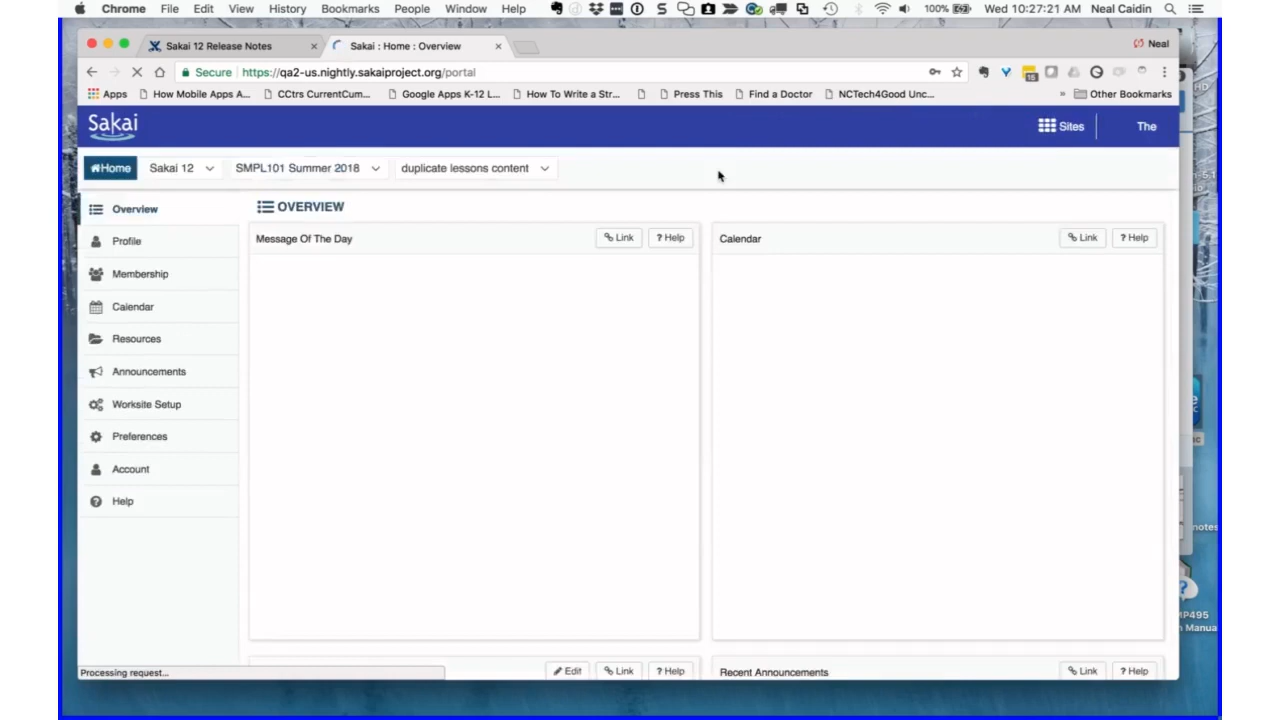 Chrome File Edit View History Bookmarks People Window Help 100% Wed 10:27:21 AM Neal Caidin
Sakai 12 Release Notes × Sakai : Home : Overview × Neal
Secure https://qa2-us.nightly.sakaiproject.org/portal
Apps How Mobile Apps A... CCtrs CurrentCum... Google Apps K-12 L... How To Write a Str... Press This Find a Doctor NCTech4Good Unc... » Other Bookmarks
Sakai Sites The
Home Sakai 12 SMPL101 Summer 2018 duplicate lessons content
Overview
Profile
Membership
Calendar
Resources
Announcements
Worksite Setup
Preferences
Account
Help
OVERVIEW
Message Of The Day Link ? Help
Calendar Link ? Help
Edit Link ? Help
Recent Announcements Link ? Help
Processing request...
notes
MP495
Manua